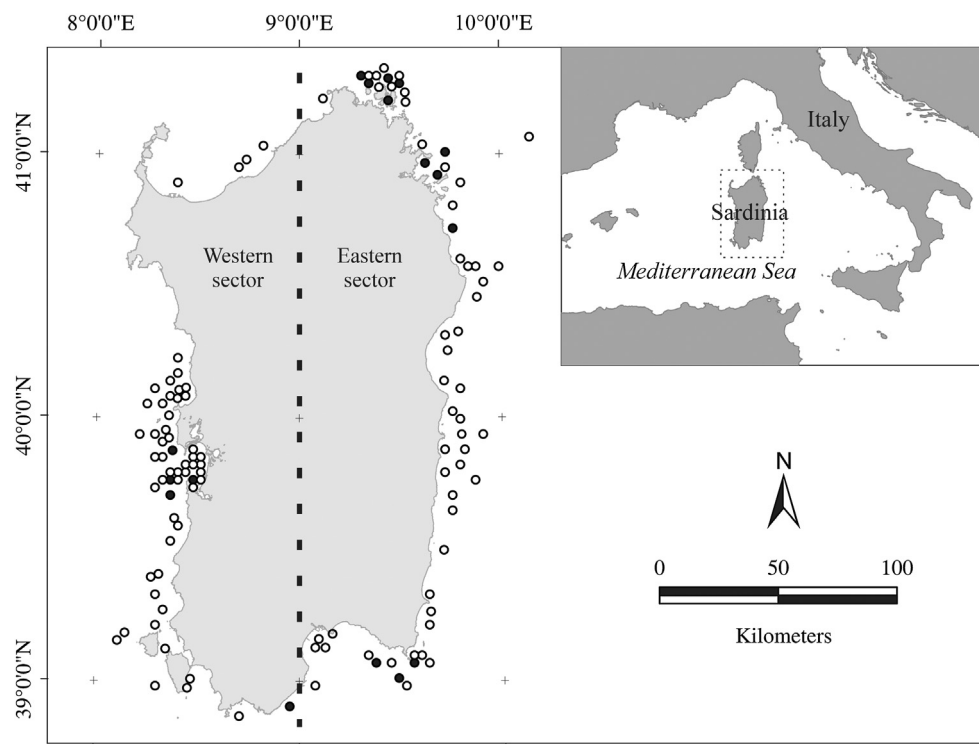 8°0'0"E 9°0'0"E 10°0'0"E
41°0'0"N
40°0'0"N
39°0'0"N
Western
sector
Eastern
sector
Italy
Sardinia
Mediterranean Sea
N
0 50 100
Kilometers